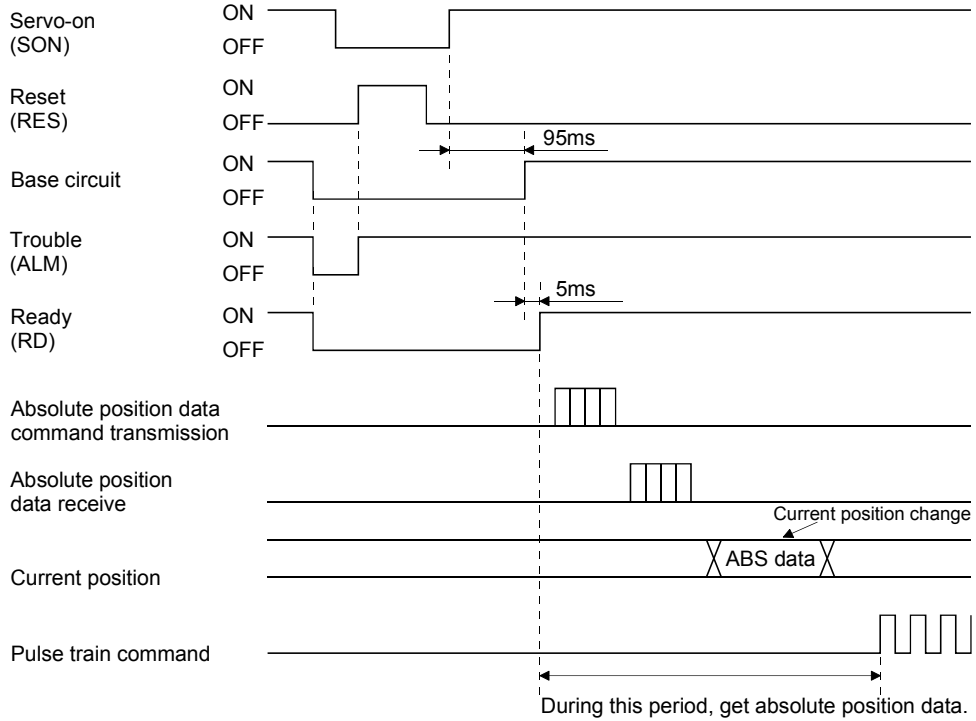 Servo-on
(SON)
ON
OFF
Reset
(RES)
ON
OFF
95ms
Base circuit
ON
OFF
Trouble
(ALM)
ON
OFF
5ms
Ready
(RD)
ON
OFF
Absolute position data
command transmission
Absolute position
data receive
Current position change
Current position
ABS data
Pulse train command
During this period, get absolute position data.